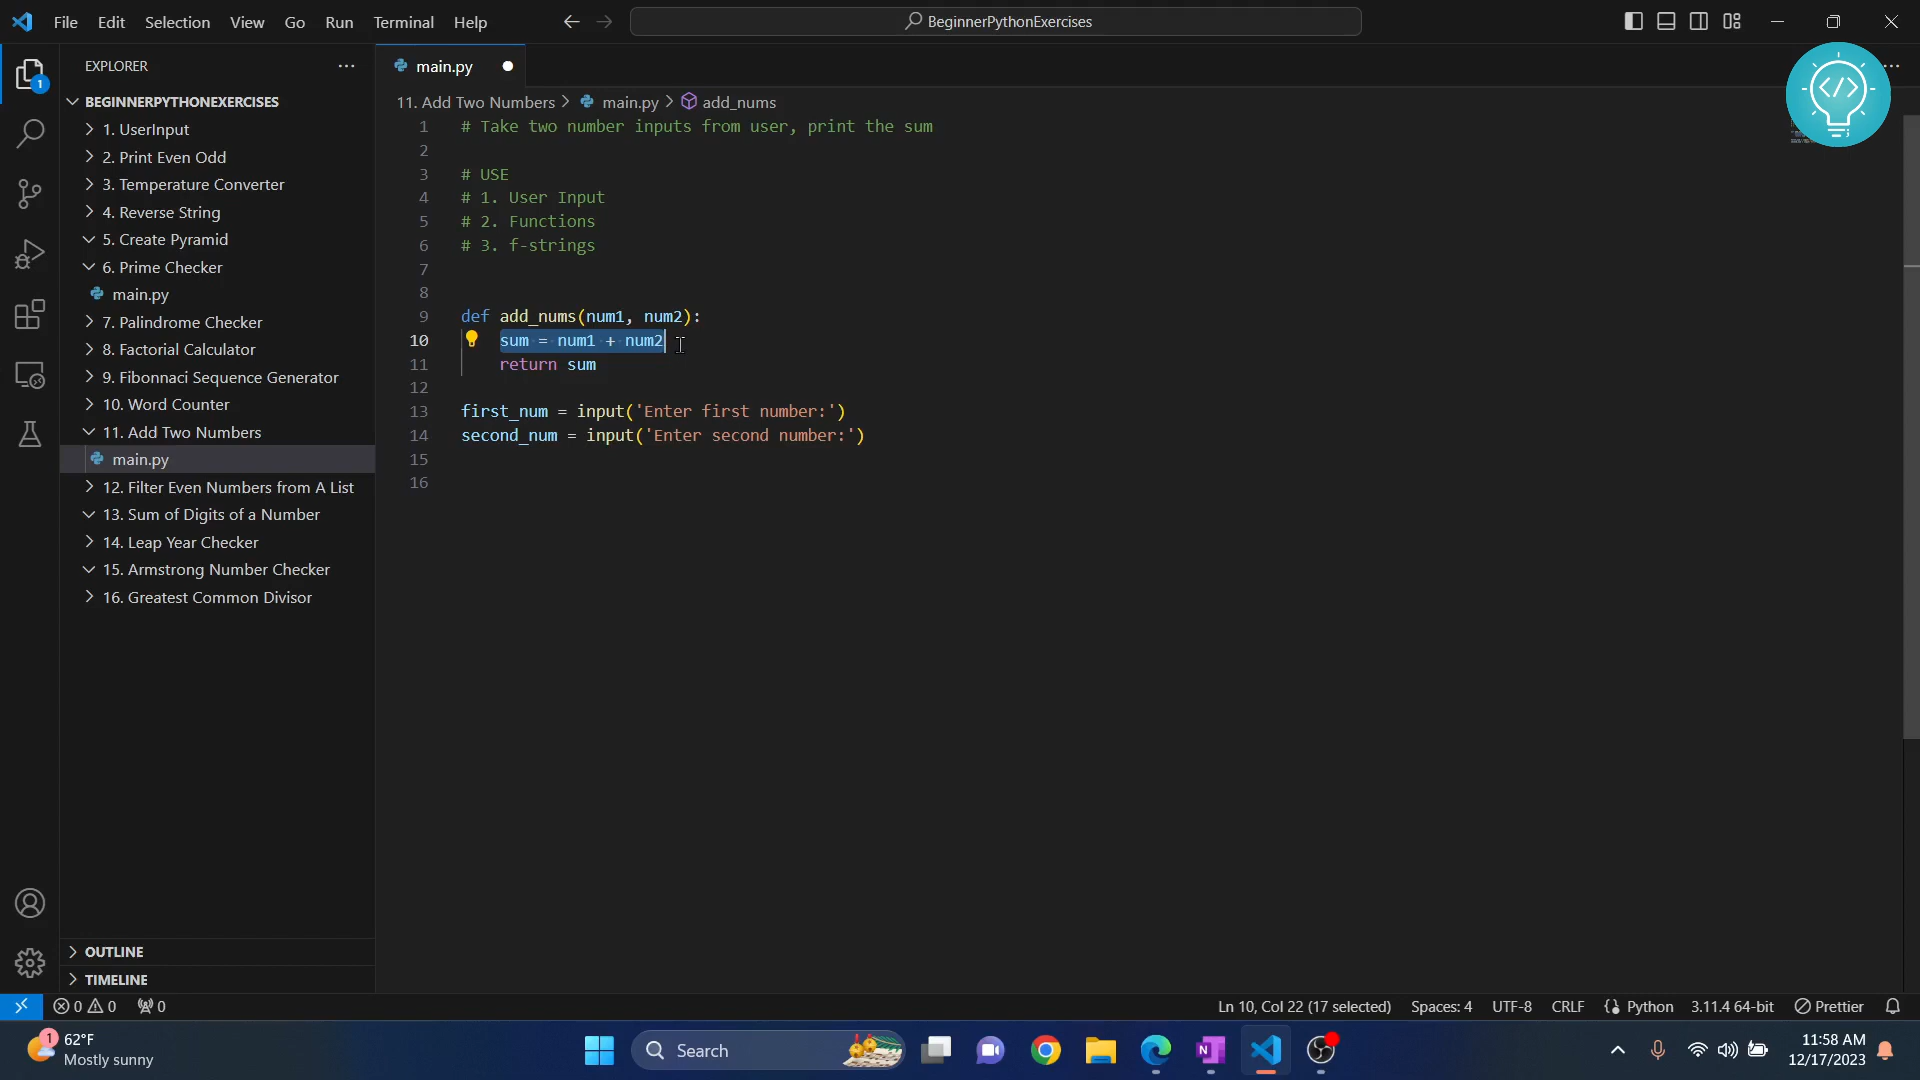 File Edit Selection View Go Run Terminal Help
BeginnerPythonExercises
EXPLORER
1
BEGINNERPYTHONEXERCISES
1. UserInput
2. Print Even Odd
3. Temperature Converter
4. Reverse String
5. Create Pyramid
6. Prime Checker
main.py
7. Palindrome Checker
8. Factorial Calculator
9. Fibonnaci Sequence Generator
10. Word Counter
11. Add Two Numbers
main.py
12. Filter Even Numbers from A List
13. Sum of Digits of a Number
14. Leap Year Checker
15. Armstrong Number Checker
16. Greatest Common Divisor
OUTLINE
TIMELINE
main.py
11. Add Two Numbers > main.py > add_nums
</>
1 # Take two number inputs from user, print the sum
2
3 # USE
4 # 1. User Input
5 # 2. Functions
6 # 3. f-strings
7
8
9 def add_nums(num1, num2):
10 sum = num1 + num2
11 return sum
12
13 first_num = input('Enter first number:')
14 second_num = input('Enter second number:')
15
16
0 0 0 Ln 10, Col 22 (17 selected) Spaces: 4 UTF-8 CRLF {} Python 3.11.4 64-bit Prettier
1 62°F
Mostly sunny
Search
N
11:58 AM
12/17/2023